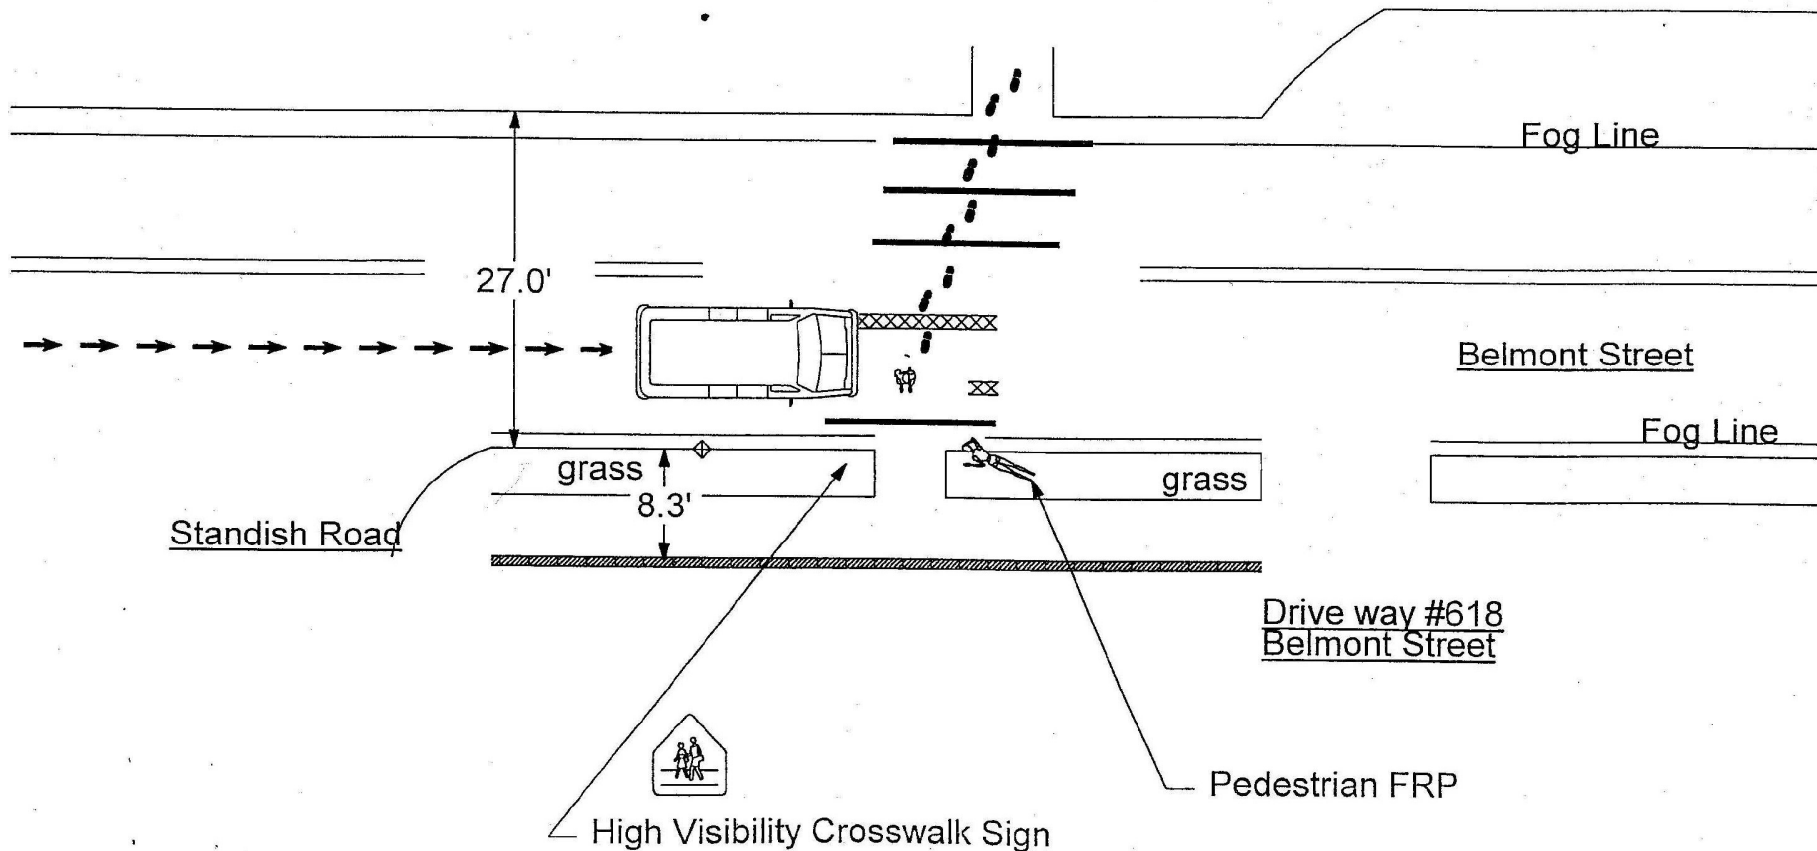 Fog Line
27.0'
Belmont Street
Fog Line
grass
grass
8.3'
Standish Road
Drive way #618
Belmont Street
Pedestrian FRP
High Visibility Crosswalk Sign